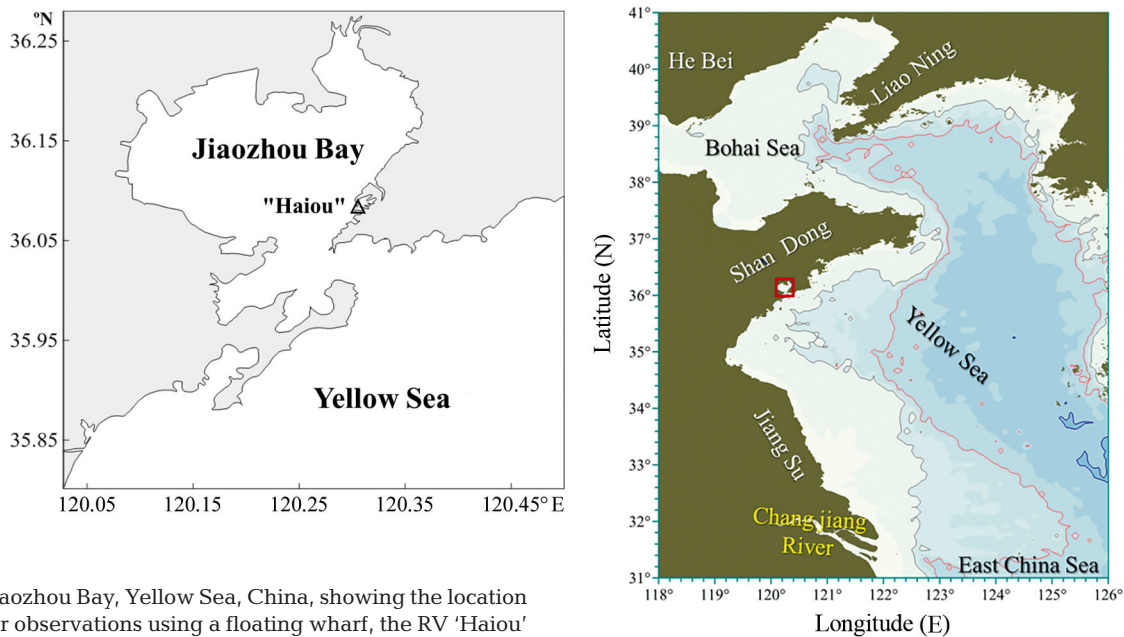 ºN
36.25
36.15
36.05
35.95
35.85
120.05
120.15
120.25
120.35
120.45° E
Jiaozhou Bay
"Haiou"
Yellow Sea
aozhou Bay, Yellow Sea, China, showing the location
r observations using a floating wharf, the RV ‘Haiou’
41°
40°
39°
38°
37°
36°
35°
34°
33°
32°
31°
Latitude (N)
He Bei
Liao Ning
Bohai Sea
Shan Dong
Yellow Sea
Jiang Su
Chang jiang
River
East China Sea
118°
119°
120°
121°
122°
123°
124°
125°
126°
Longitude (E)